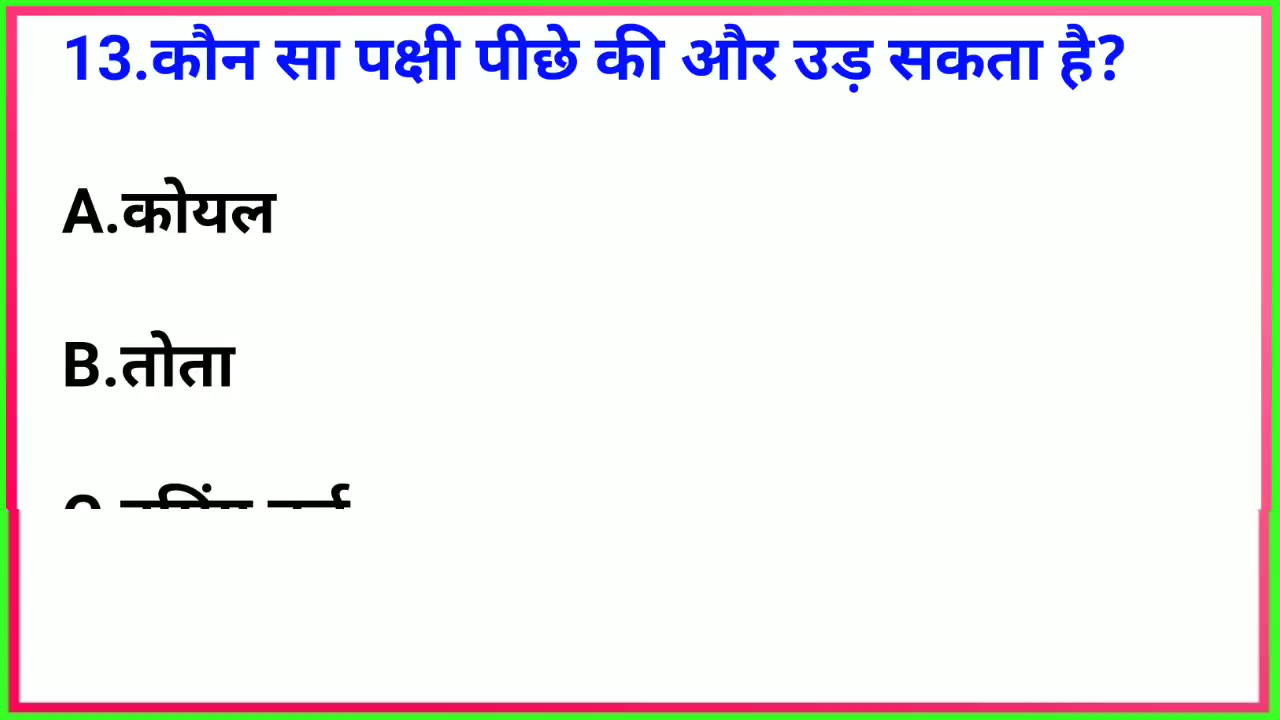 13.कौन सा पक्षी पीछे की और उड़ सकता है?
A.कोयल
B.तोता